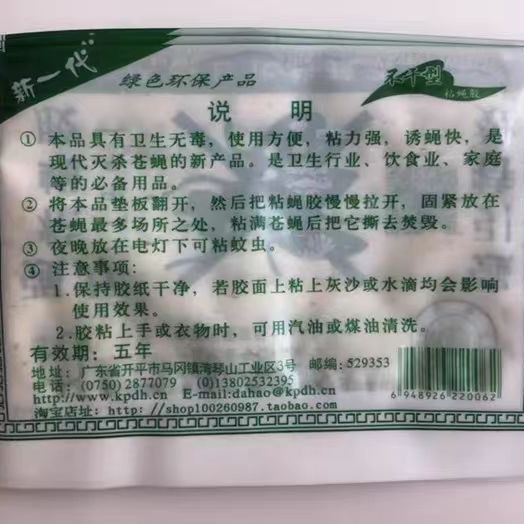 新一代
绿色环保产品
不干型
粘蝇胶
说 明
① 本品具有卫生无毒，使用方便，粘力强，诱蝇快，是
现代灭杀苍蝇的新产品。是卫生行业、饮食业、家庭
等的必备用品。
② 将本品垫板翻开，然后把粘蝇胶慢慢拉开，固紧放在
苍蝇最多场所之处，粘满苍蝇后把它撕去焚毁。
③ 夜晚放在电灯下可粘蚊虫。
④ 注意事项：
1.保持胶纸干净，若胶面上粘上灰沙或水滴均会影响
使用效果。
2.胶粘上手或衣物时，可用汽油或煤油清洗。
有效期：五年
地址：广东省开平市马冈镇湾琴山工业区3号 邮编：529353
电话：(0750)2877079 (0)13802532395
http://www.kpdh.cn E-mail:dahao@kpdh.cn
淘宝店址：http://shop100260987.taobao.com
6 948926 220062